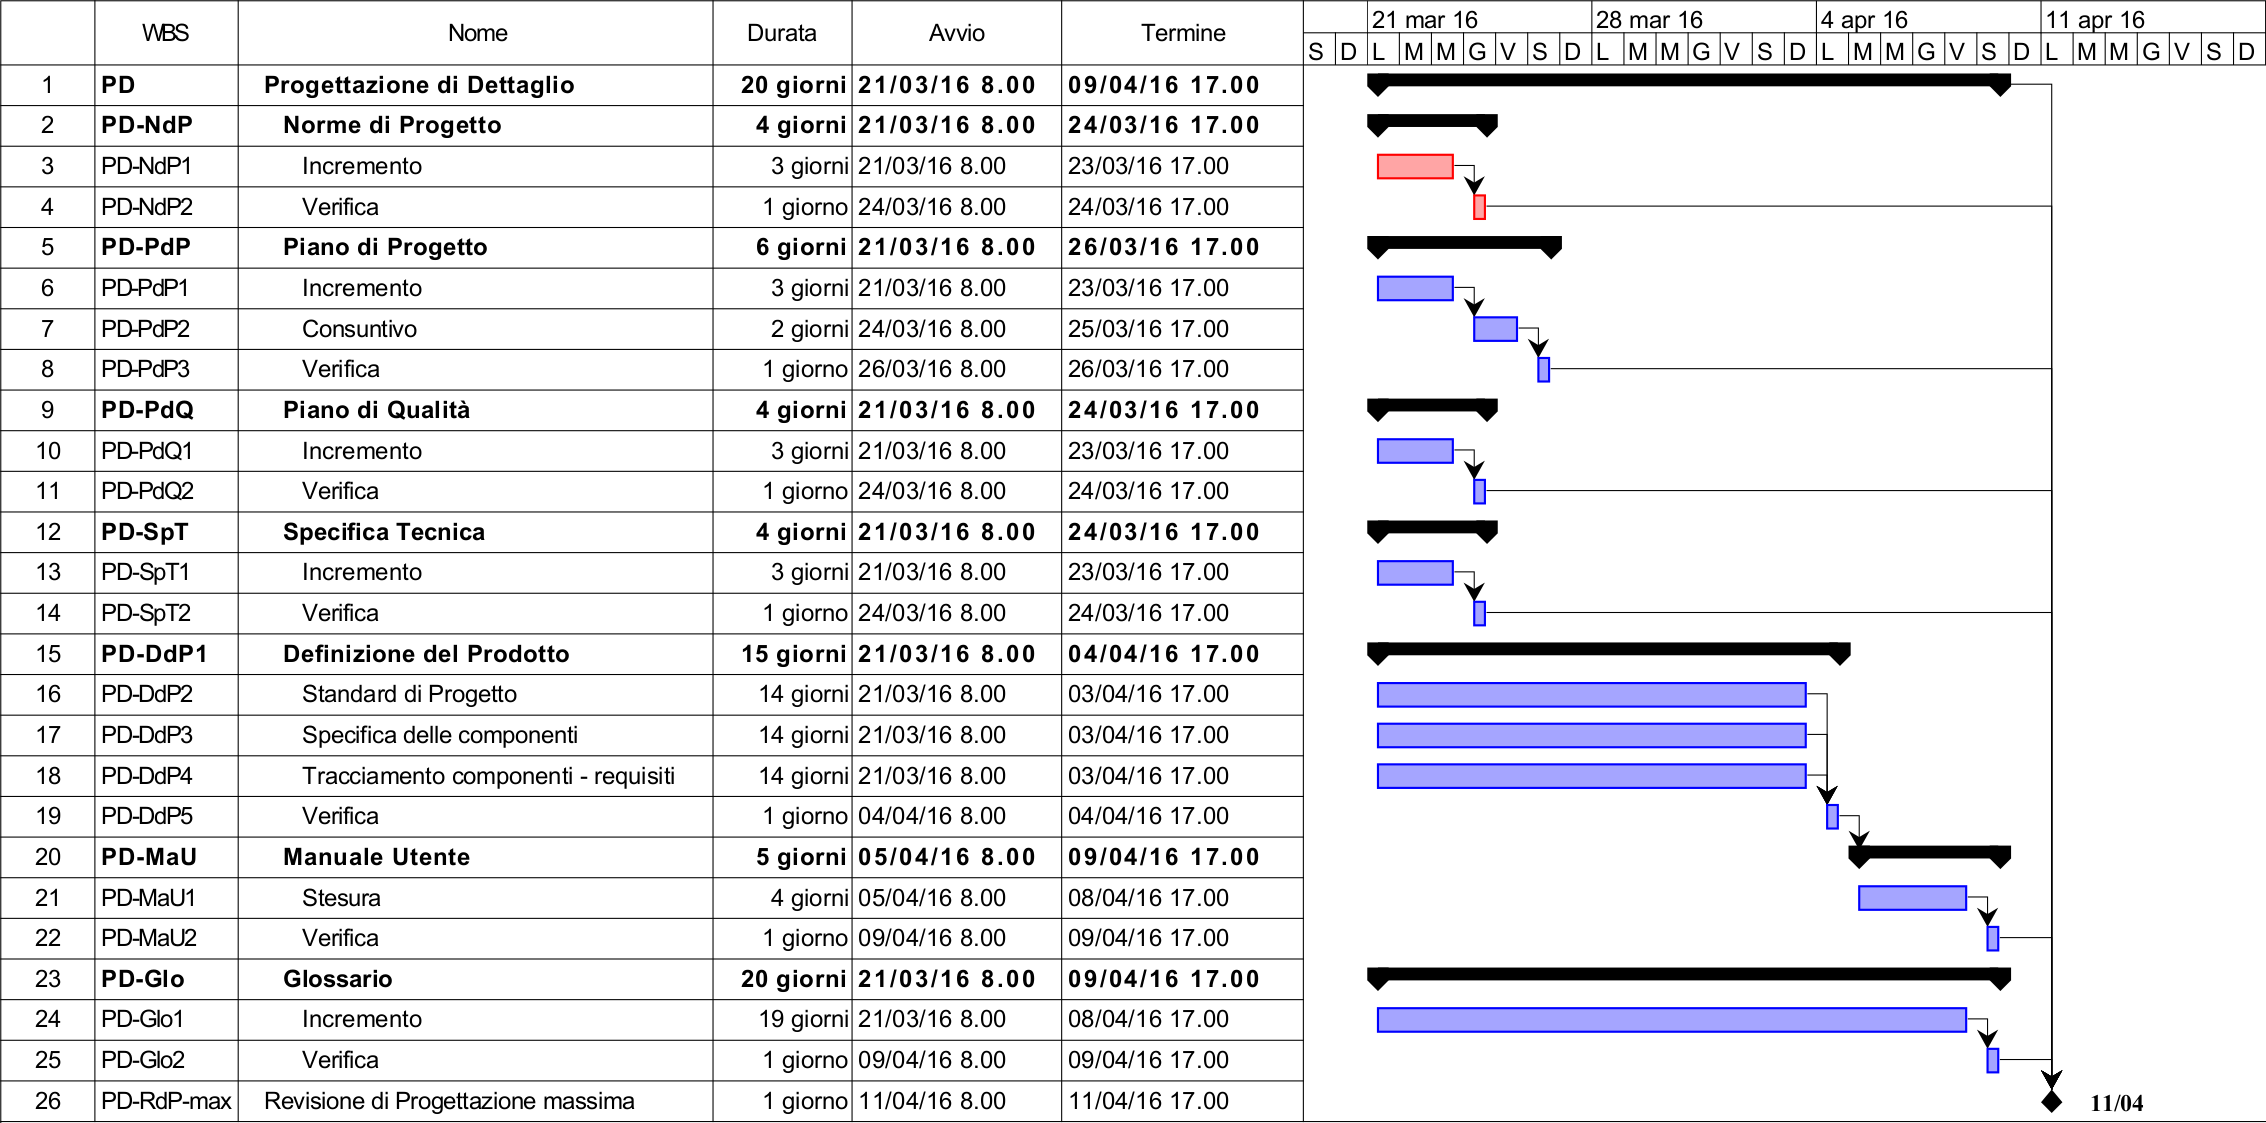 WBS Nome Durata Avvio Termine 21 mar 16 28 mar 16 4 apr 16 11 apr 16
S D L M M G V S D L M M G V S D L M M G V S D L M M G V S D
1 PD Progettazione di Dettaglio 20 giorni 21/03/16 8.00 09/04/16 17.00
2 PD-NdP Norme di Progetto 4 giorni 21/03/16 8.00 24/03/16 17.00
3 PD-NdP1 Incremento 3 giorni 21/03/16 8.00 23/03/16 17.00
4 PD-NdP2 Verifica 1 giorno 24/03/16 8.00 24/03/16 17.00
5 PD-PdP Piano di Progetto 6 giorni 21/03/16 8.00 26/03/16 17.00
6 PD-PdP1 Incremento 3 giorni 21/03/16 8.00 23/03/16 17.00
7 PD-PdP2 Consuntivo 2 giorni 24/03/16 8.00 25/03/16 17.00
8 PD-PdP3 Verifica 1 giorno 26/03/16 8.00 26/03/16 17.00
9 PD-PdQ Piano di Qualità 4 giorni 21/03/16 8.00 24/03/16 17.00
10 PD-PdQ1 Incremento 3 giorni 21/03/16 8.00 23/03/16 17.00
11 PD-PdQ2 Verifica 1 giorno 24/03/16 8.00 24/03/16 17.00
12 PD-SpT Specifica Tecnica 4 giorni 21/03/16 8.00 24/03/16 17.00
13 PD-SpT1 Incremento 3 giorni 21/03/16 8.00 23/03/16 17.00
14 PD-SpT2 Verifica 1 giorno 24/03/16 8.00 24/03/16 17.00
15 PD-DdP1 Definizione del Prodotto 15 giorni 21/03/16 8.00 04/04/16 17.00
16 PD-DdP2 Standard di Progetto 14 giorni 21/03/16 8.00 03/04/16 17.00
17 PD-DdP3 Specifica delle componenti 14 giorni 21/03/16 8.00 03/04/16 17.00
18 PD-DdP4 Tracciamento componenti - requisiti 14 giorni 21/03/16 8.00 03/04/16 17.00
19 PD-DdP5 Verifica 1 giorno 04/04/16 8.00 04/04/16 17.00
20 PD-MaU Manuale Utente 5 giorni 05/04/16 8.00 09/04/16 17.00
21 PD-MaU1 Stesura 4 giorni 05/04/16 8.00 08/04/16 17.00
22 PD-MaU2 Verifica 1 giorno 09/04/16 8.00 09/04/16 17.00
23 PD-Glo Glossario 20 giorni 21/03/16 8.00 09/04/16 17.00
24 PD-Glo1 Incremento 19 giorni 21/03/16 8.00 08/04/16 17.00
25 PD-Glo2 Verifica 1 giorno 09/04/16 8.00 09/04/16 17.00
26 PD-RdP-max Revisione di Progettazione massima 1 giorno 11/04/16 8.00 11/04/16 17.00 11/04